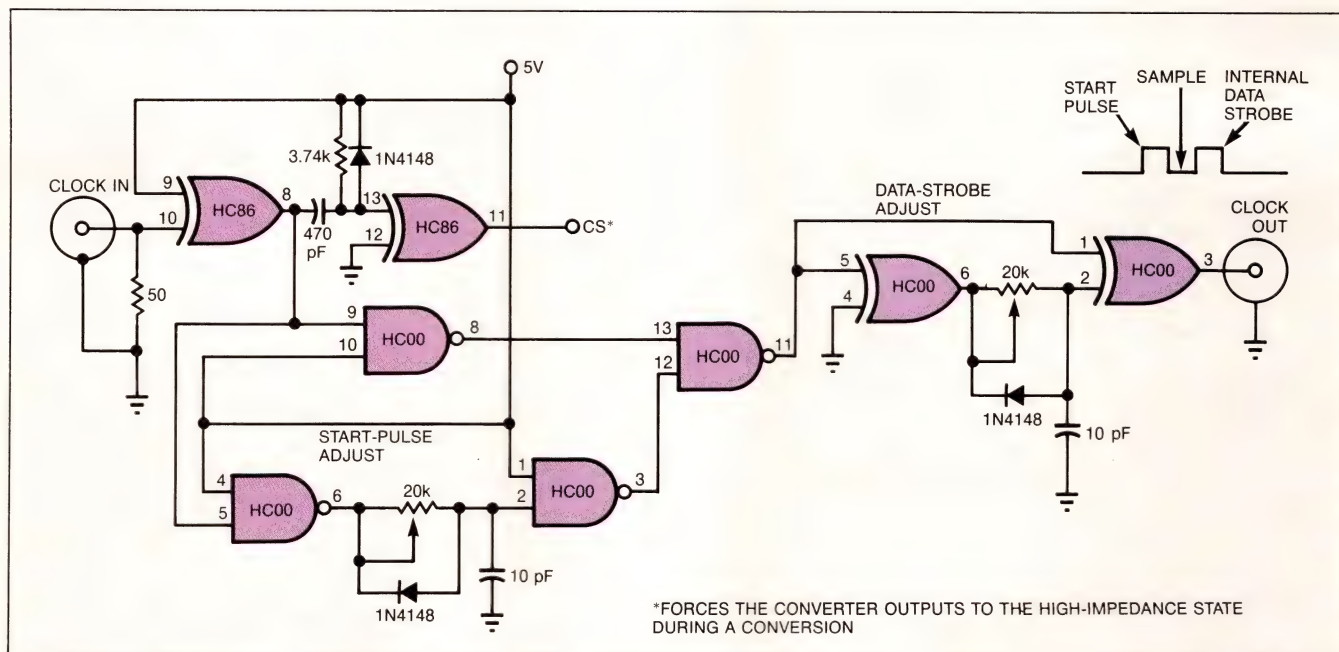 5V
START PULSE
SAMPLE
INTERNAL DATA STROBE
3.74k
1N4148
CLOCK IN
9
10
HC86
8
470 pF
13
12
HC86
11
CS*
50
DATA-STROBE ADJUST
CLOCK OUT
5
4
HC00
6
20k
1
2
HC00
3
1N4148
10 pF
9
10
HC00
8
13
12
HC00
11
START-PULSE ADJUST
4
5
HC00
6
20k
1N4148
10 pF
1
2
HC00
3
*FORCES THE CONVERTER OUTPUTS TO THE HIGH-IMPEDANCE STATE
DURING A CONVERSION